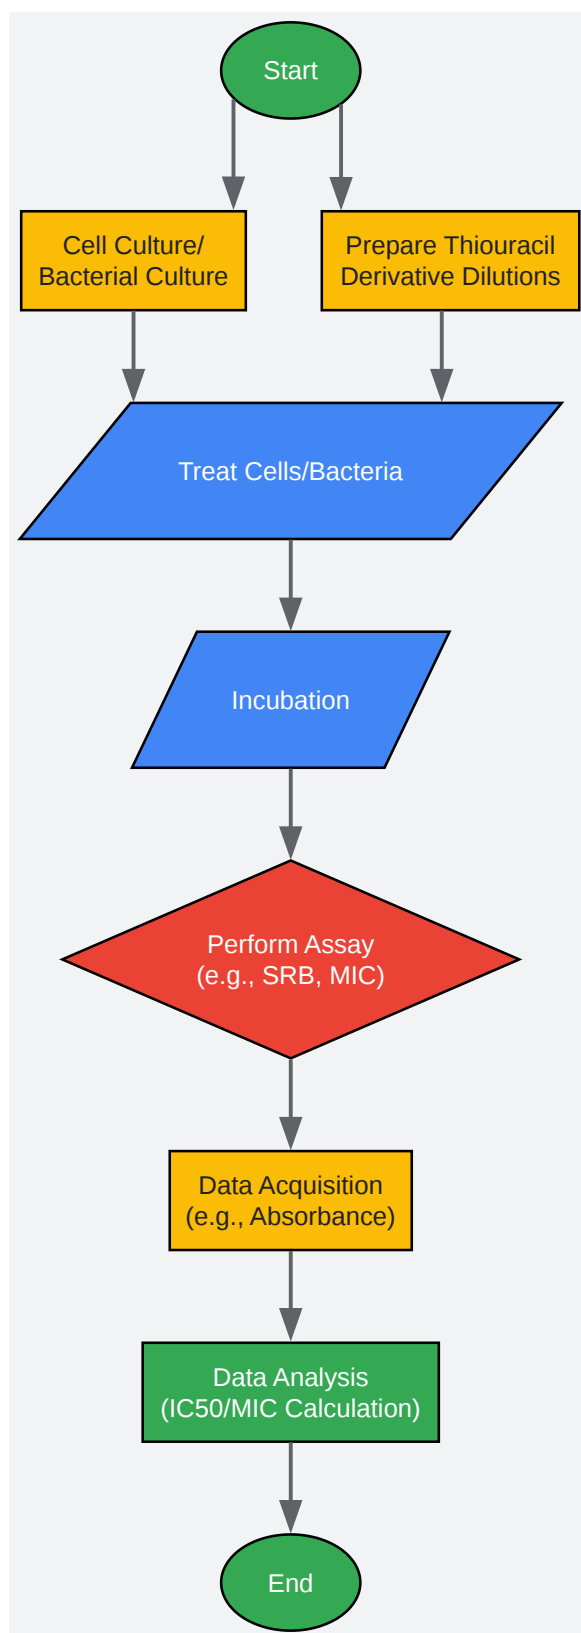 Start
Cell Culture/
Bacterial Culture
Prepare Thiouracil
Derivative Dilutions
Treat Cells/Bacteria
Incubation
Perform Assay
(e.g., SRB, MIC)
Data Acquisition
(e.g., Absorbance)
Data Analysis
(IC50/MIC Calculation)
End